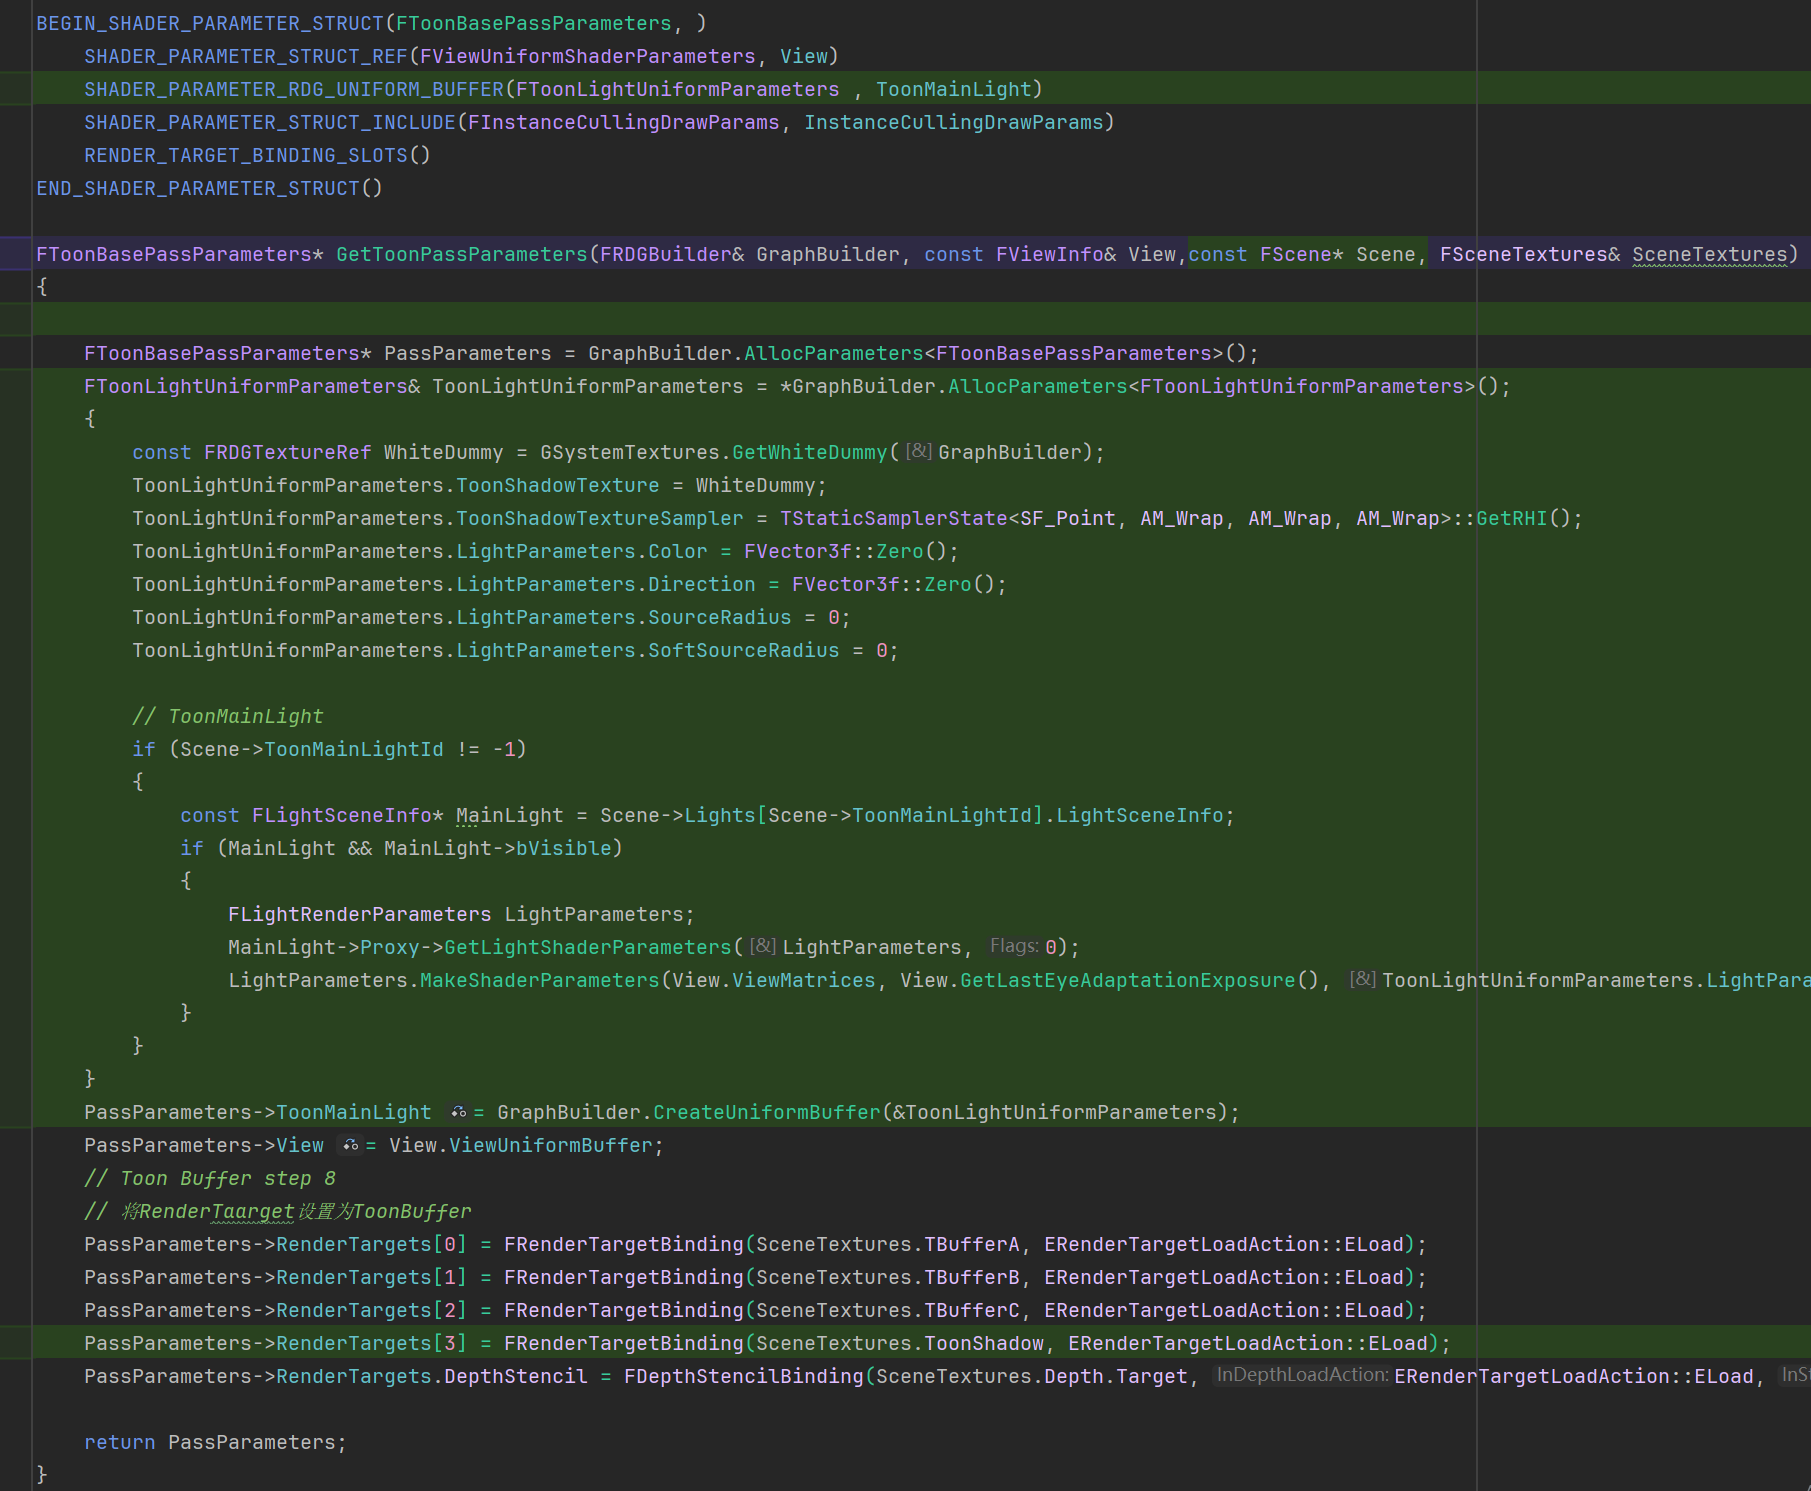 BEGIN_SHADER_PARAMETER_STRUCT(FToonBasePassParameters, )
    SHADER_PARAMETER_STRUCT_REF(FViewUniformShaderParameters, View)
    SHADER_PARAMETER_RDG_UNIFORM_BUFFER(FToonLightUniformParameters , ToonMainLight)
    SHADER_PARAMETER_STRUCT_INCLUDE(FInstanceCullingDrawParams, InstanceCullingDrawParams)
    RENDER_TARGET_BINDING_SLOTS()
END_SHADER_PARAMETER_STRUCT()

FToonBasePassParameters* GetToonPassParameters(FRDGBuilder& GraphBuilder, const FViewInfo& View,const FScene* Scene, FSceneTextures& SceneTextures)
{

    FToonBasePassParameters* PassParameters = GraphBuilder.AllocParameters<FToonBasePassParameters>();
    FToonLightUniformParameters& ToonLightUniformParameters = *GraphBuilder.AllocParameters<FToonLightUniformParameters>();
    {
        const FRDGTextureRef WhiteDummy = GSystemTextures.GetWhiteDummy([&]GraphBuilder);
        ToonLightUniformParameters.ToonShadowTexture = WhiteDummy;
        ToonLightUniformParameters.ToonShadowTextureSampler = TStaticSamplerState<SF_Point, AM_Wrap, AM_Wrap, AM_Wrap>::GetRHI();
        ToonLightUniformParameters.LightParameters.Color = FVector3f::Zero();
        ToonLightUniformParameters.LightParameters.Direction = FVector3f::Zero();
        ToonLightUniformParameters.LightParameters.SourceRadius = 0;
        ToonLightUniformParameters.LightParameters.SoftSourceRadius = 0;

        // ToonMainLight
        if (Scene->ToonMainLightId != -1)
        {
            const FLightSceneInfo* MainLight = Scene->Lights[Scene->ToonMainLightId].LightSceneInfo;
            if (MainLight && MainLight->bVisible)
            {
                FLightRenderParameters LightParameters;
                MainLight->Proxy->GetLightShaderParameters([&]LightParameters, Flags: 0);
                LightParameters.MakeShaderParameters(View.ViewMatrices, View.GetLastEyeAdaptationExposure(), [&]ToonLightUniformParameters.LightPara
            }
        }
    }
    PassParameters->ToonMainLight = GraphBuilder.CreateUniformBuffer(&ToonLightUniformParameters);
    PassParameters->View = View.ViewUniformBuffer;
    // Toon Buffer step 8
    // 将RenderTaarget设置为ToonBuffer
    PassParameters->RenderTargets[0] = FRenderTargetBinding(SceneTextures.TBufferA, ERenderTargetLoadAction::ELoad);
    PassParameters->RenderTargets[1] = FRenderTargetBinding(SceneTextures.TBufferB, ERenderTargetLoadAction::ELoad);
    PassParameters->RenderTargets[2] = FRenderTargetBinding(SceneTextures.TBufferC, ERenderTargetLoadAction::ELoad);
    PassParameters->RenderTargets[3] = FRenderTargetBinding(SceneTextures.ToonShadow, ERenderTargetLoadAction::ELoad);
    PassParameters->RenderTargets.DepthStencil = FDepthStencilBinding(SceneTextures.Depth.Target, InDepthLoadAction: ERenderTargetLoadAction::ELoad, InSt

    return PassParameters;
}